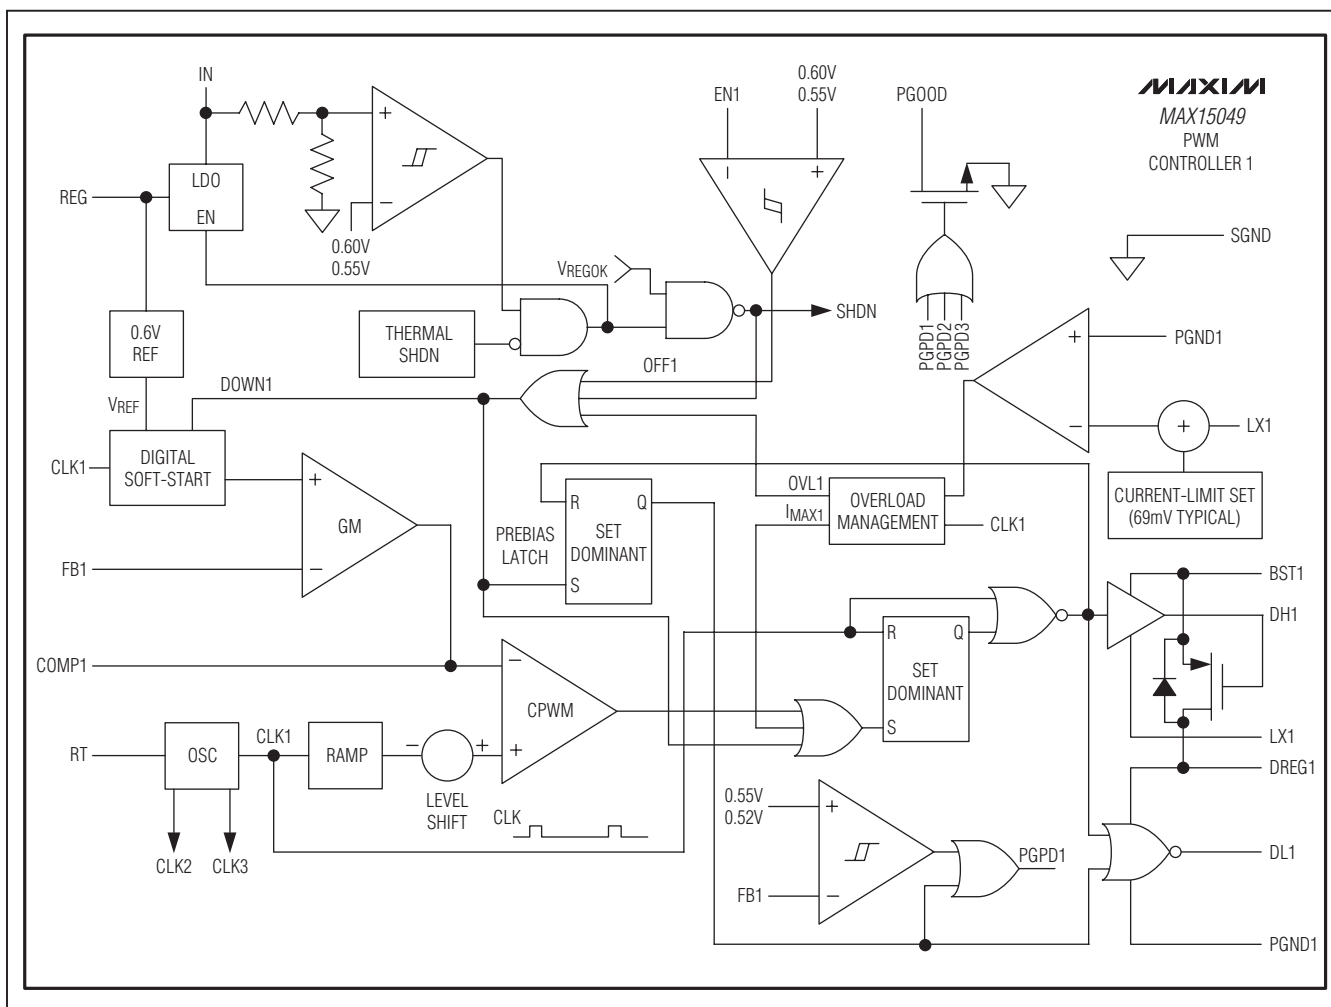 IN
0.60V
0.55V
EN1
PGOOD
MAXIM
MAX15049
PWM
CONTROLLER 1
+
LDO
EN
REG
−
0.60V
0.55V
−
+
SGND
VREGOK
SHDN
THERMAL
SHDN
0.6V
REF
PGPD1
PGPD2
PGPD3
+
PGND1
OFF1
DOWN1
VREF
−
+
LX1
CLK1
DIGITAL
SOFT-START
+
GM
−
FB1
R
Q
SET
DOMINANT
S
PREBIAS
LATCH
OVL1
IMAX1
OVERLOAD
MANAGEMENT
CLK1
CURRENT-LIMIT SET
(69mV TYPICAL)
BST1
DH1
R
Q
SET
DOMINANT
S
COMP1
−
CPWM
+
RT
OSC
CLK1
RAMP
−
+
LEVEL
SHIFT
LX1
DREG1
CLK
CLK2
CLK3
0.55V
0.52V
+
FB1
−
PGPD1
DL1
PGND1